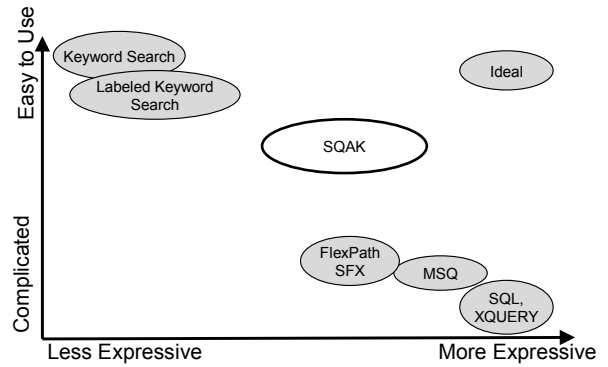 Easy to Use
Keyword Search
Labeled Keyword
Search
Ideal
SQAK
Complicated
FlexPath
SFX
MSQ
SQL,
XQUERY
Less Expressive
More Expressive